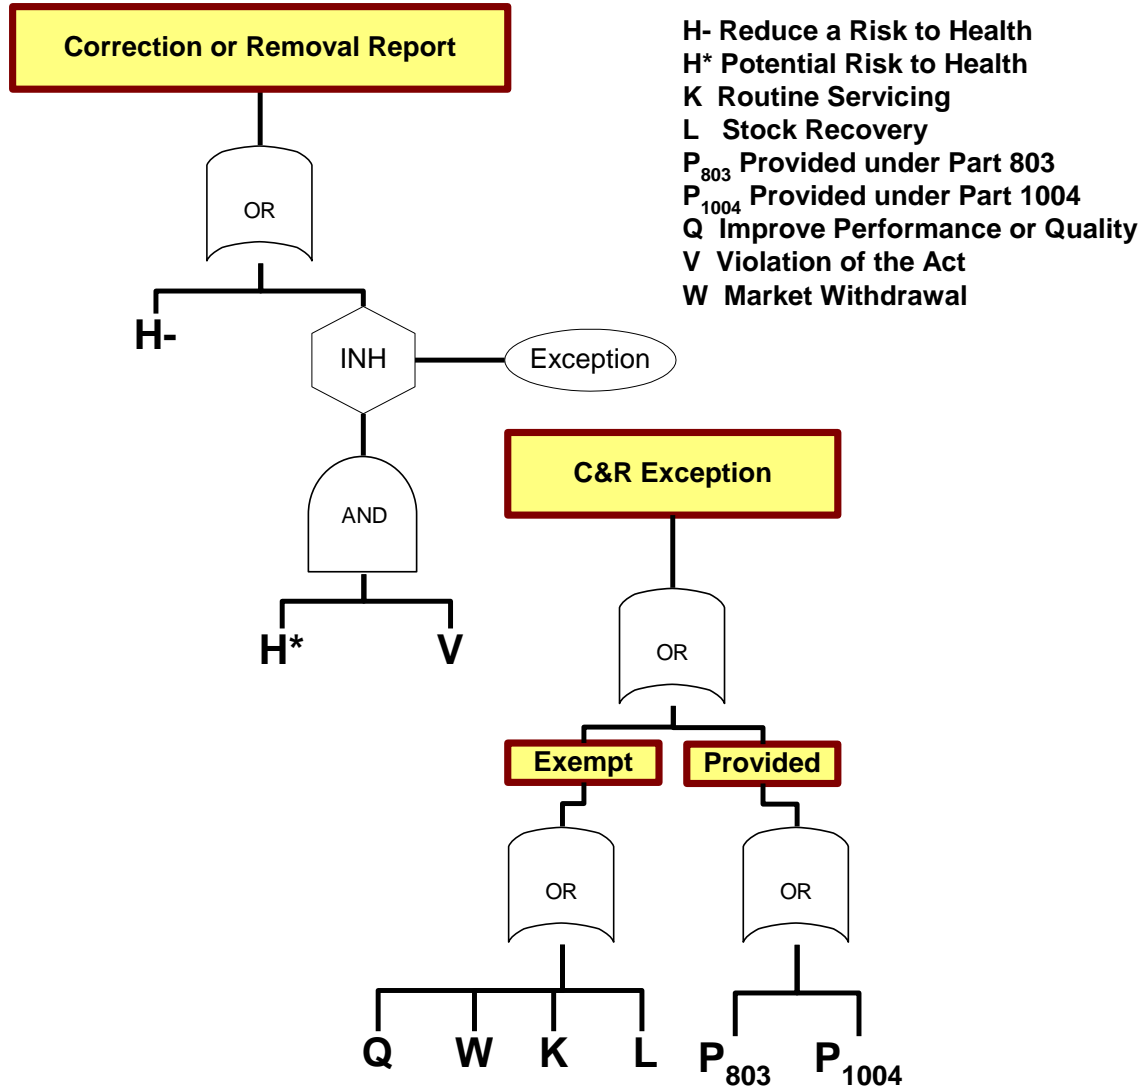 Correction or Removal Report
H- Reduce a Risk to Health
H* Potential Risk to Health
K Routine Servicing
L Stock Recovery
P803 Provided under Part 803
P1004 Provided under Part 1004
Q Improve Performance or Quality
V Violation of the Act
W Market Withdrawal
OR
H-
INH
Exception
C&R Exception
AND
H*
V
OR
Exempt
Provided
OR
OR
Q
W
K
L
P803
P1004